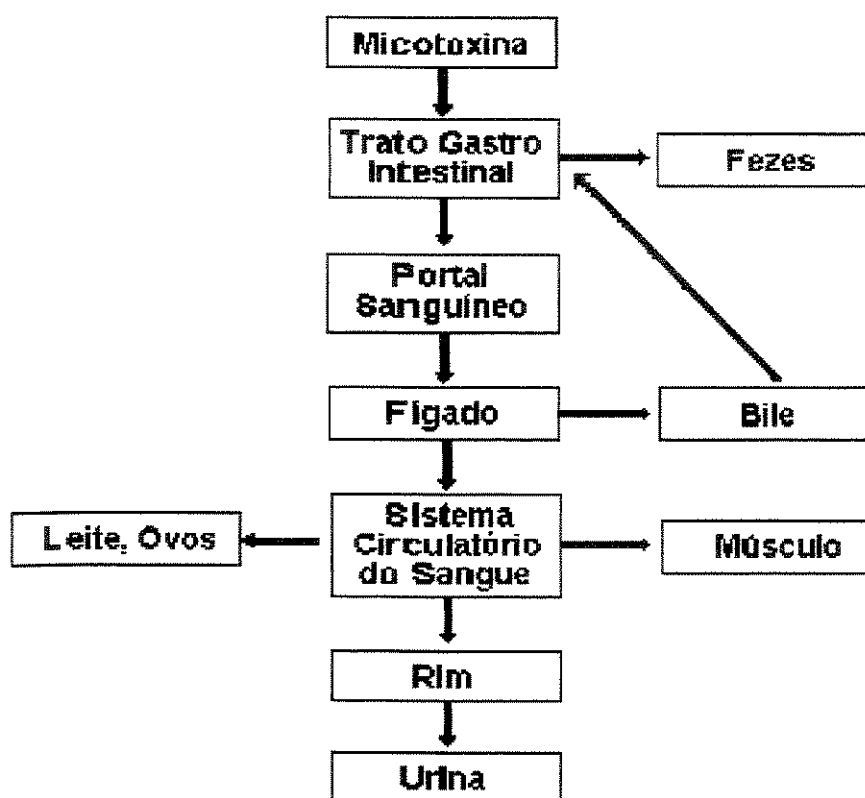 Micotoxina
Trato Gastro
Intestinal
Fezes
Portal
Sanguíneo
Fígado
Bile
Sistema
Circulatório
do Sangue
Leite, Ovos
Músculo
Rim
Urina